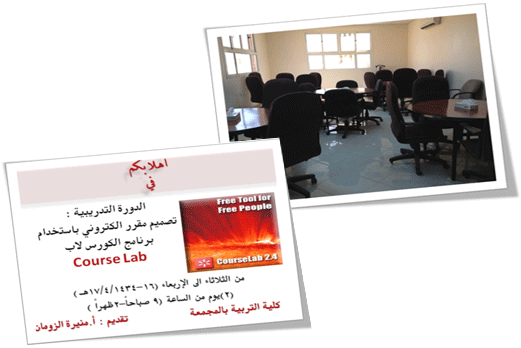 اهلا بكم
في
الدورة التدريبية :
تصميم مقرر الكتروني باستخدام
برنامج الكورس لاب
Course Lab
Free Tool for
Free People
CourseLab 2.4
من الثلاثاء الى الإربعاء (١٦-١٧/٤/١٤٣٤هـ)
(٢)يوم من الساعة (٩ صباحاً-٢ظهراً )
كلية التربية بالمجمعة
تقديم : أ.منيرة الزومان